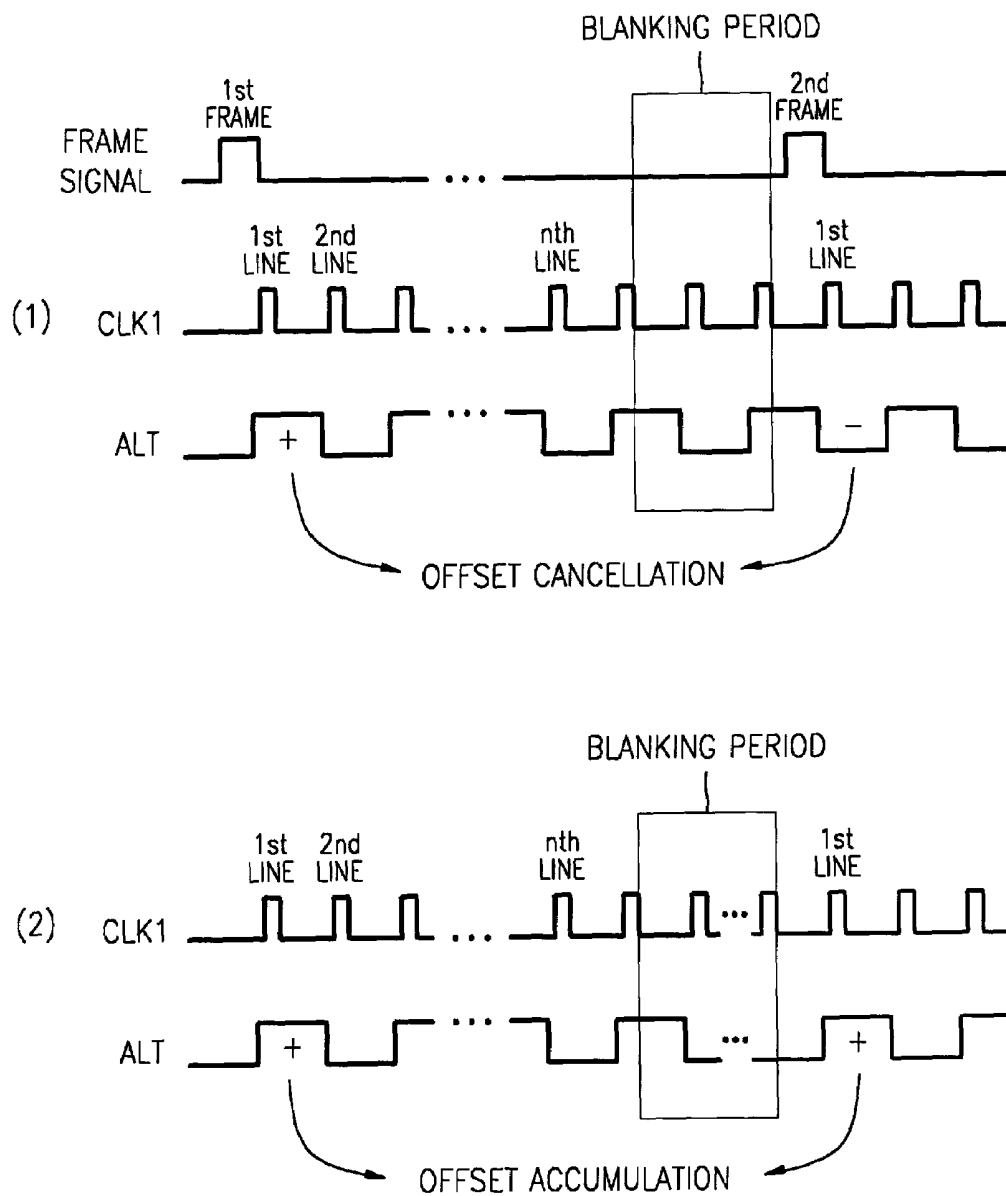 BLANKING PERIOD
1st
FRAME
2nd
FRAME
FRAME
SIGNAL
...
1st
LINE
2nd
LINE
nth
LINE
1st
LINE
(1)
CLK1
...
ALT
+
...
−
OFFSET CANCELLATION
BLANKING PERIOD
1st
LINE
2nd
LINE
nth
LINE
1st
LINE
(2)
CLK1
...
...
ALT
+
...
...
+
OFFSET ACCUMULATION